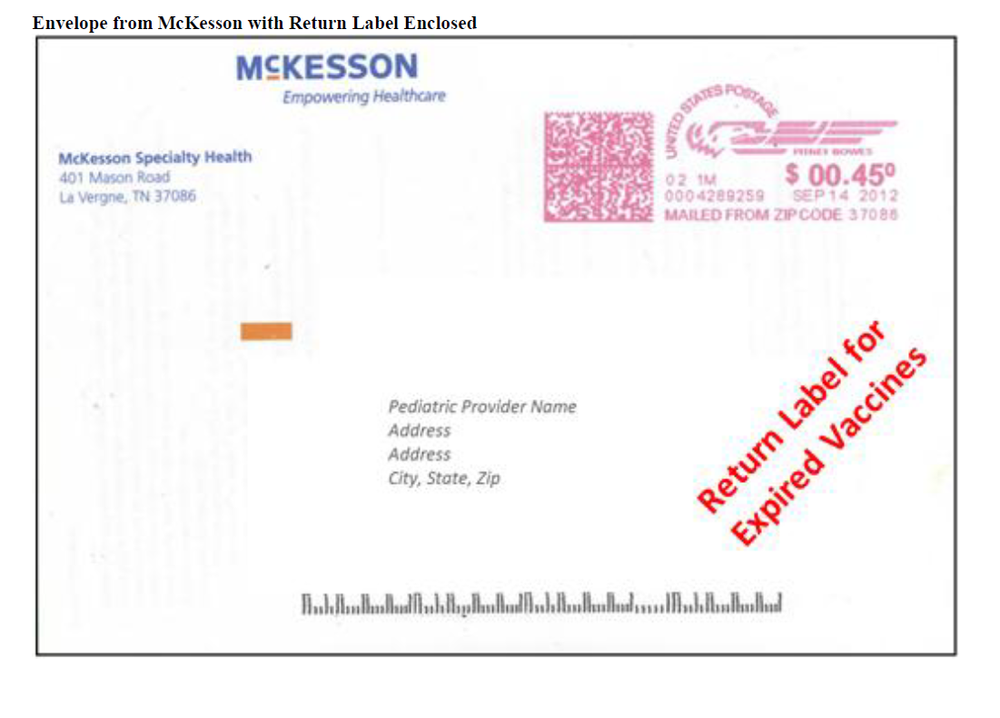 Envelope from McKesson with Return Label Enclosed
MCKESSON
Empowering Healthcare
McKesson Specialty Health
401 Mason Road
La Vergne, TN 37086
UNITED STATES POSTAGE
PITNEY BOWES
02 1M
$ 00.45⁰
0004289259
SEP 14 2012
MAILED FROM ZIP CODE 37086
Pediatric Provider Name
Address
Address
City, State, Zip
Return Label for
Expired Vaccines